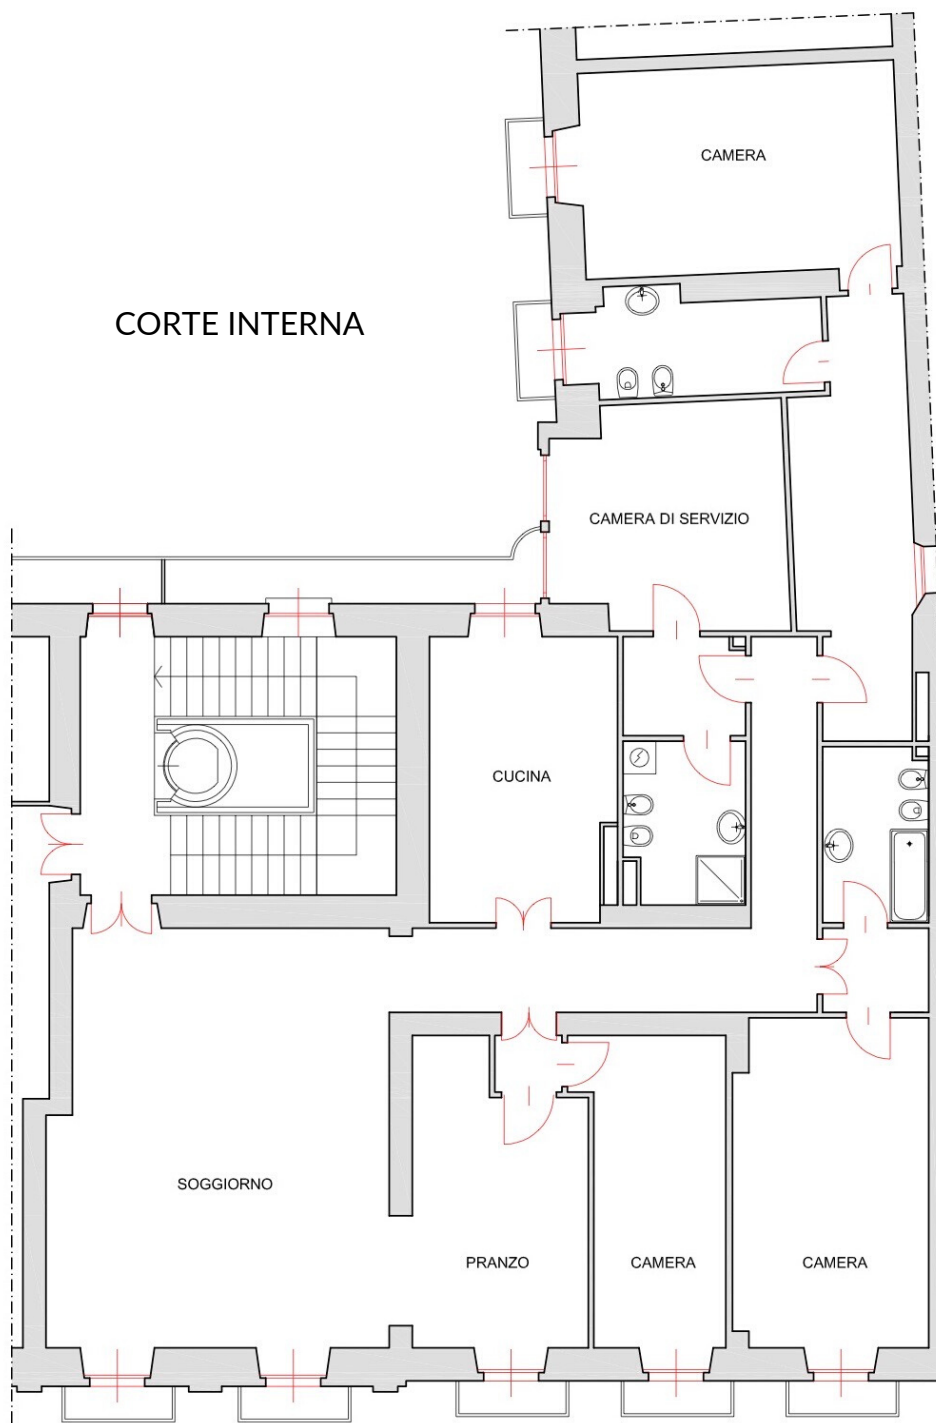 CAMERA
CORTE INTERNA
CAMERA DI SERVIZIO
CUCINA
SOGGIORNO
PRANZO
CAMERA
CAMERA